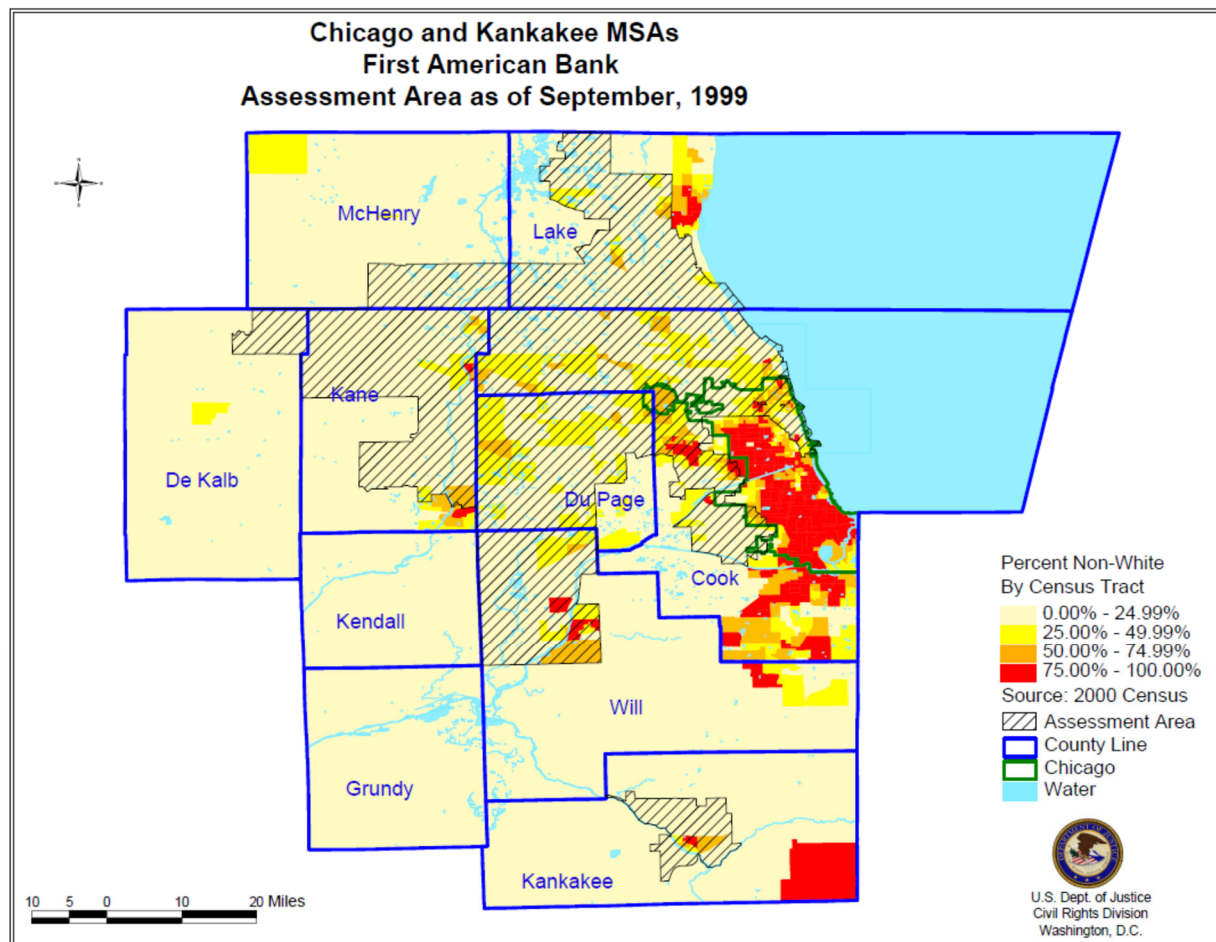 Chicago and Kankakee MSAs
First American Bank
Assessment Area as of September, 1999
McHenry
Lake
Kane
De Kalb
Du Page
Cook
Kendall
Will
Grundy
Kankakee
Percent Non-White
By Census Tract
0.00% - 24.99%
25.00% - 49.99%
50.00% - 74.99%
75.00% - 100.00%
Source: 2000 Census
Assessment Area
County Line
Chicago
Water
U.S. Dept. of Justice
Civil Rights Division
Washington, D.C.
10 5 0 10 20 Miles